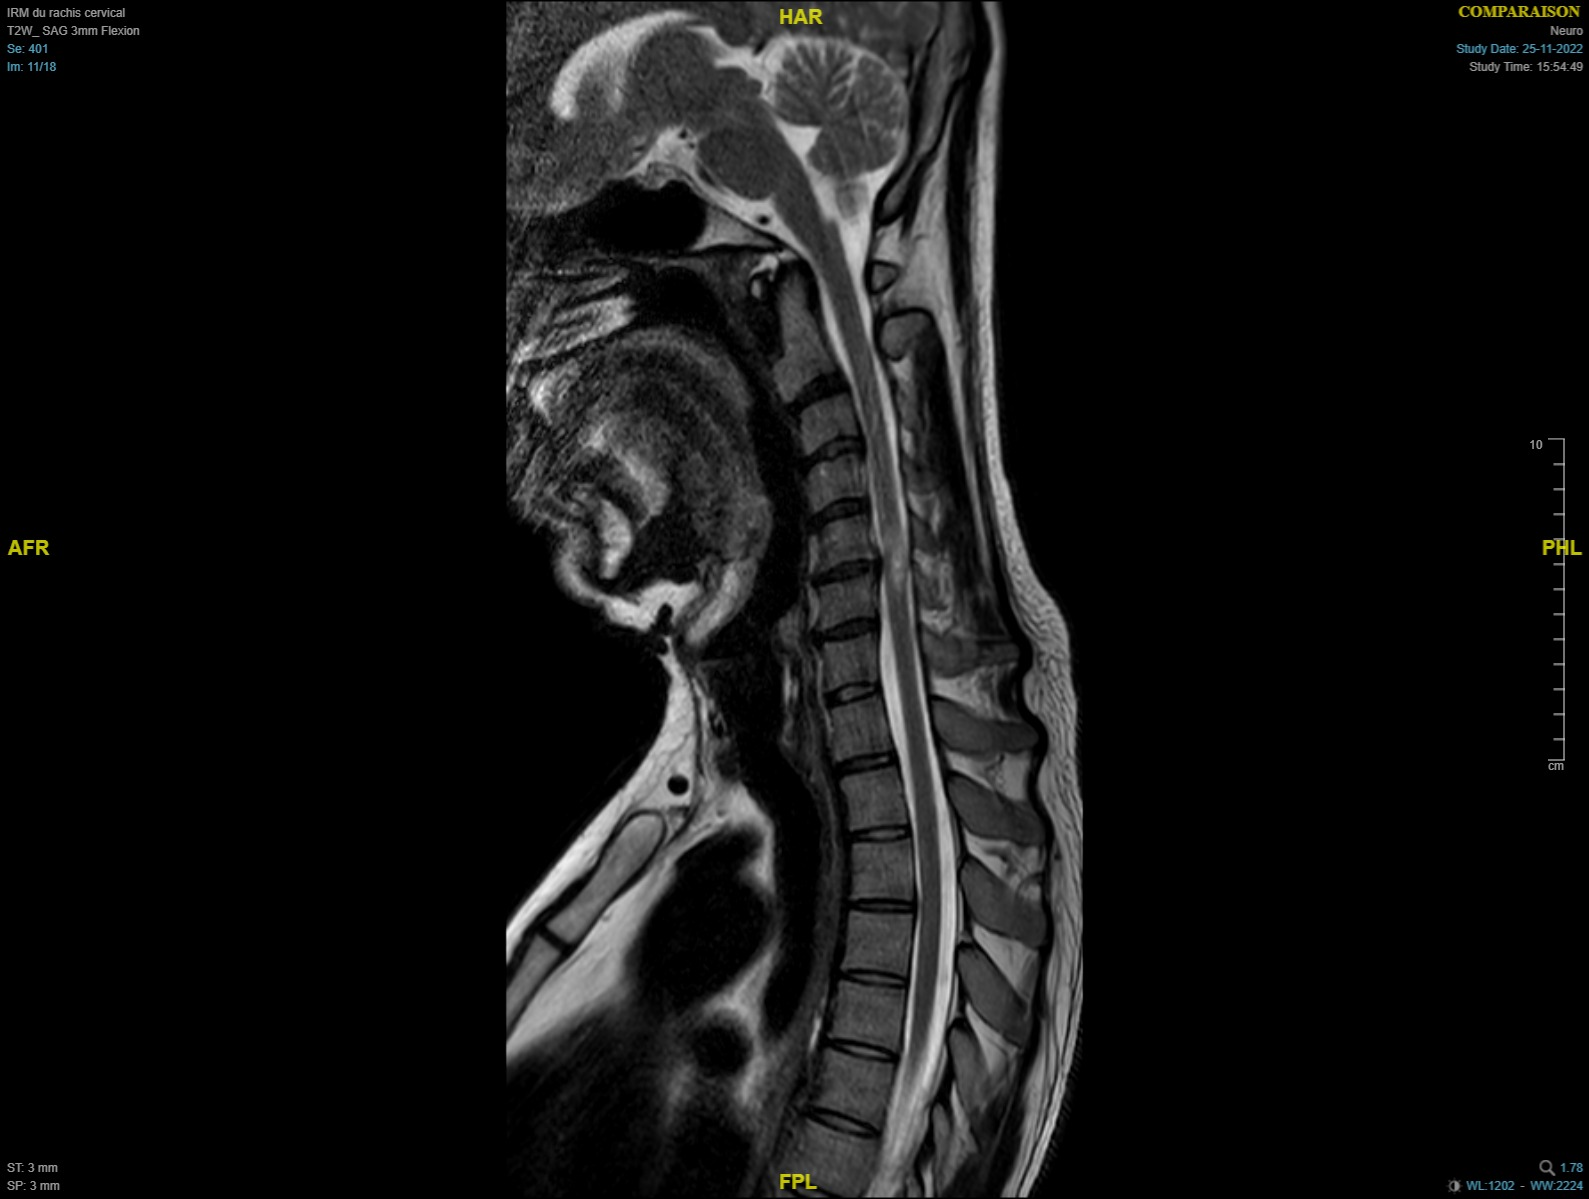 IRM du rachis cervical
T2W_ SAG 3mm Flexion
Se: 401
Im: 11/18
HAR
COMPARAISON
Neuro
Study Date: 25-11-2022
Study Time: 15:54:49
AFR
PHL
10
cm
ST: 3 mm
SP: 3 mm
FPL
1.78
WL:1202 - WW:2224